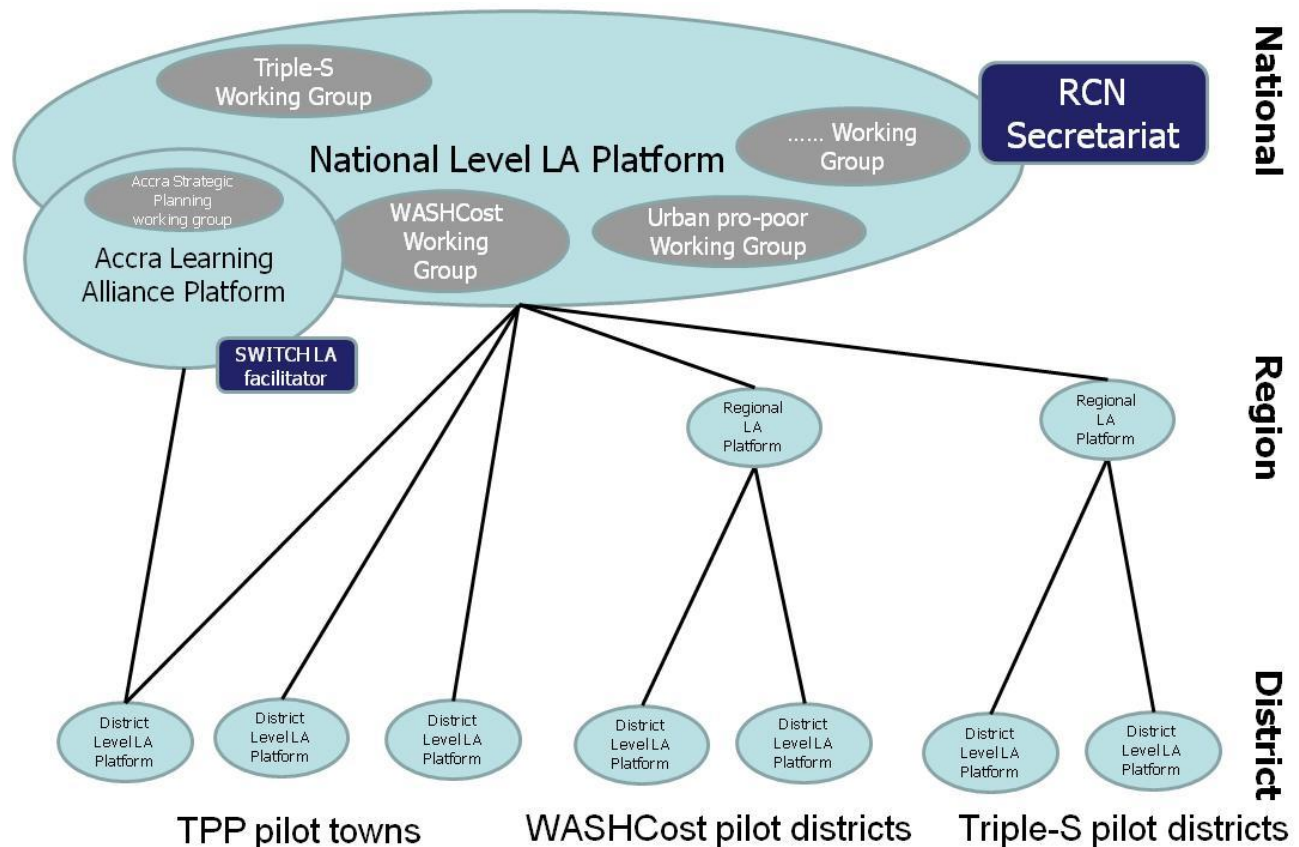 Triple-S
Working Group
National Level LA Platform
...... Working
Group
RCN
Secretariat
National
Accra Strategic
Planning
working group
Accra Learning
Alliance Platform
WASHCost
Working
Group
Urban pro-poor
Working Group
SWITCH LA
facilitator
Regional
LA
Platform
Regional
LA
Platform
Region
District
Level LA
Platform
District
Level LA
Platform
District
Level LA
Platform
District
Level LA
Platform
District
Level LA
Platform
District
Level LA
Platform
District
Level LA
Platform
District
TPP pilot towns
WASHCost pilot districts
Triple-S pilot districts